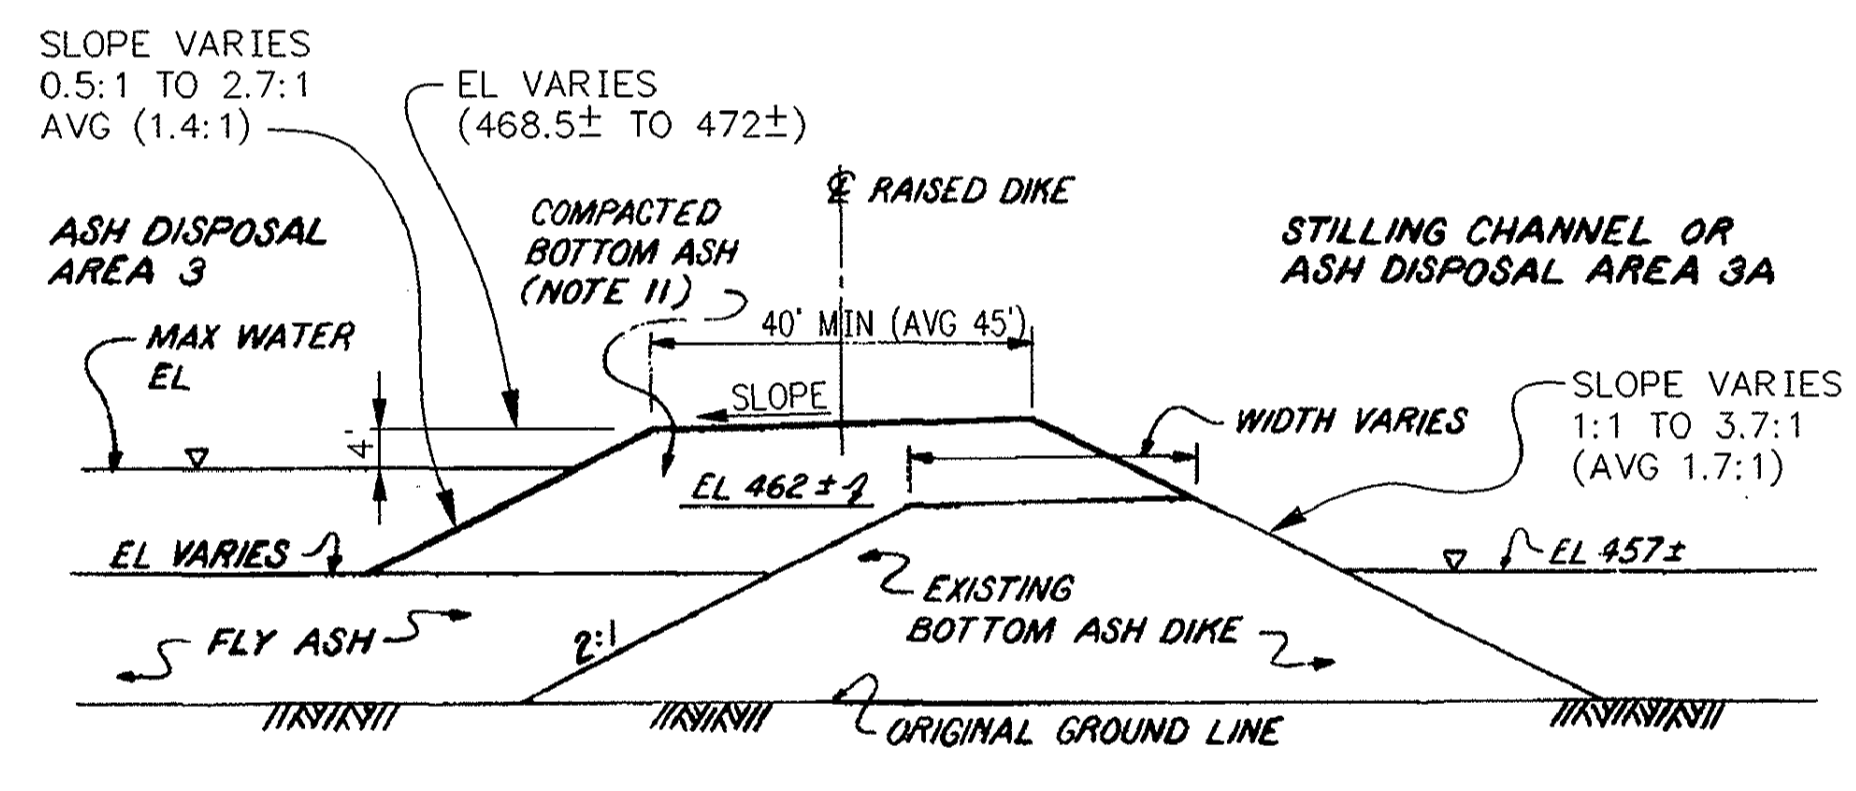 SLOPE VARIES
0.5:1 TO 2.7:1
AVG (1.4:1)
EL VARIES
(468.5± TO 472±)
℄ RAISED DIKE
COMPACTED
BOTTOM ASH
(NOTE 11)
ASH DISPOSAL
AREA 3
STILLING CHANNEL OR
ASH DISPOSAL AREA 3A
MAX WATER
EL
40' MIN (AVG 45')
SLOPE
4'
WIDTH VARIES
SLOPE VARIES
1:1 TO 3.7:1
(AVG 1.7:1)
EL 462±
EL VARIES
EL 457±
EXISTING
BOTTOM ASH DIKE
FLY ASH
2:1
ORIGINAL GROUND LINE